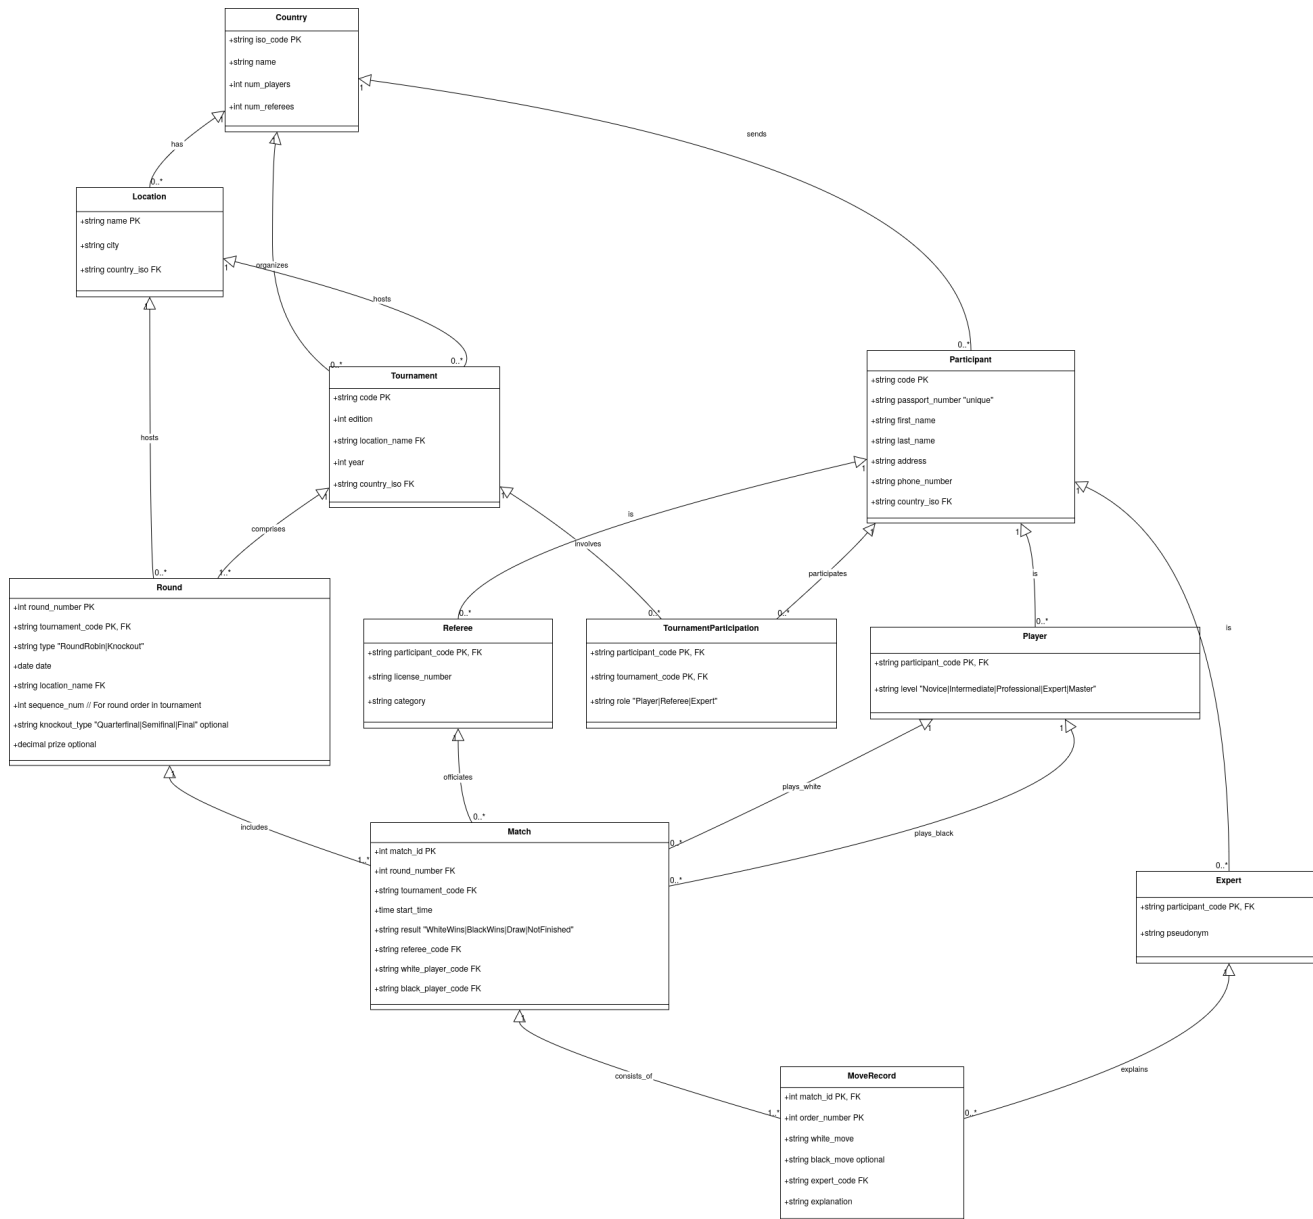 Country
+string iso_code PK
+string name
+int num_players
+int num_referees
1
1
1
sends
has
0..*
Location
+string name PK
+string city
+string country_iso FK
1
organizes
hosts
1
0..*
0..*
0..*
Tournament
+string code PK
+int edition
+string location_name FK
+int year
+string country_iso FK
1
1
Participant
+string code PK
+string passport_number "unique"
+string first_name
+string last_name
+string address
+string phone_number
+string country_iso FK
1
1
1
1
hosts
comprises
is
involves
participates
is
is
0..*
1..*
0..*
0..*
0..*
0..*
Round
+int round_number PK
+string tournament_code PK, FK
+string type "RoundRobin|Knockout"
+date date
+string location_name FK
+int sequence_num // For round order in tournament
+string knockout_type "Quarterfinal|Semifinal|Final" optional
+decimal prize optional
1
Referee
+string participant_code PK, FK
+string license_number
+string category
1
TournamentParticipation
+string participant_code PK, FK
+string tournament_code PK, FK
+string role "Player|Referee|Expert"
Player
+string participant_code PK, FK
+string level "Novice|Intermediate|Professional|Expert|Master"
1
1
officiates
plays_white
plays_black
includes
0..*
1..*
0..*
0..*
Match
+int match_id PK
+int round_number FK
+string tournament_code FK
+time start_time
+string result "WhiteWins|BlackWins|Draw|NotFinished"
+string referee_code FK
+string white_player_code FK
+string black_player_code FK
1
0..*
Expert
+string participant_code PK, FK
+string pseudonym
1
consists_of
explains
1..*
0..*
MoveRecord
+int match_id PK, FK
+int order_number PK
+string white_move
+string black_move optional
+string expert_code FK
+string explanation